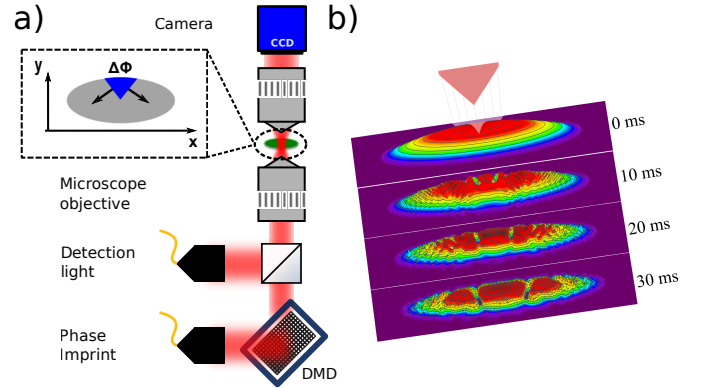 a)
Camera
CCD
y
ΔΦ
x
Microscope
objective
Detection
light
Phase
Imprint
DMD
b)
0 ms
10 ms
20 ms
30 ms